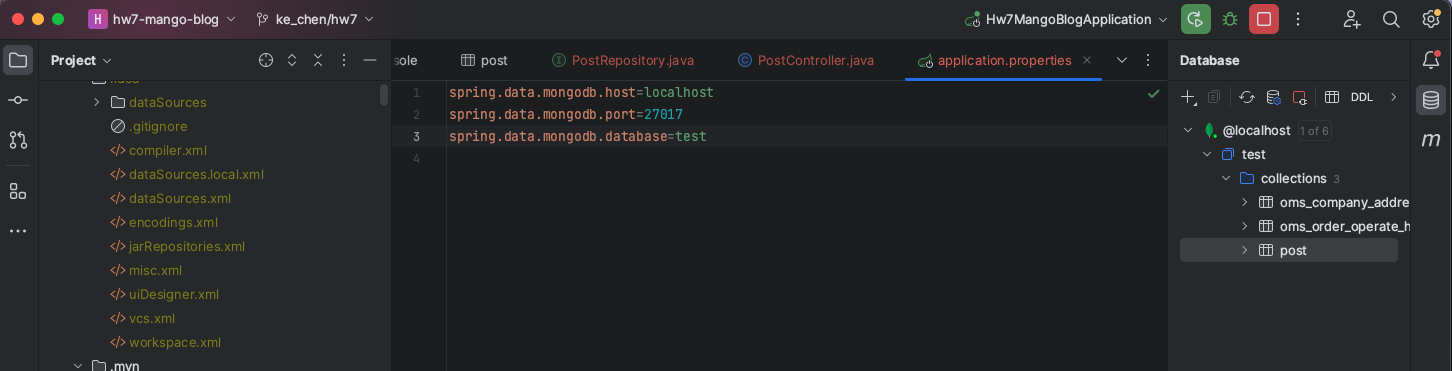 H hw7-mango-blog ke_chen/hw7 Hw7MangoBlogApplication
Project
dataSources
.gitignore
compiler.xml
dataSources.local.xml
dataSources.xml
encodings.xml
jarRepositories.xml
misc.xml
uiDesigner.xml
vcs.xml
workspace.xml
.mvn
sole post PostRepository.java PostController.java application.properties
1 spring.data.mongodb.host=localhost
2 spring.data.mongodb.port=27017
3 spring.data.mongodb.database=test
4
Database
DDL
@localhost 1 of 6
test
collections 3
oms_company_addre
oms_order_operate_h
post
m